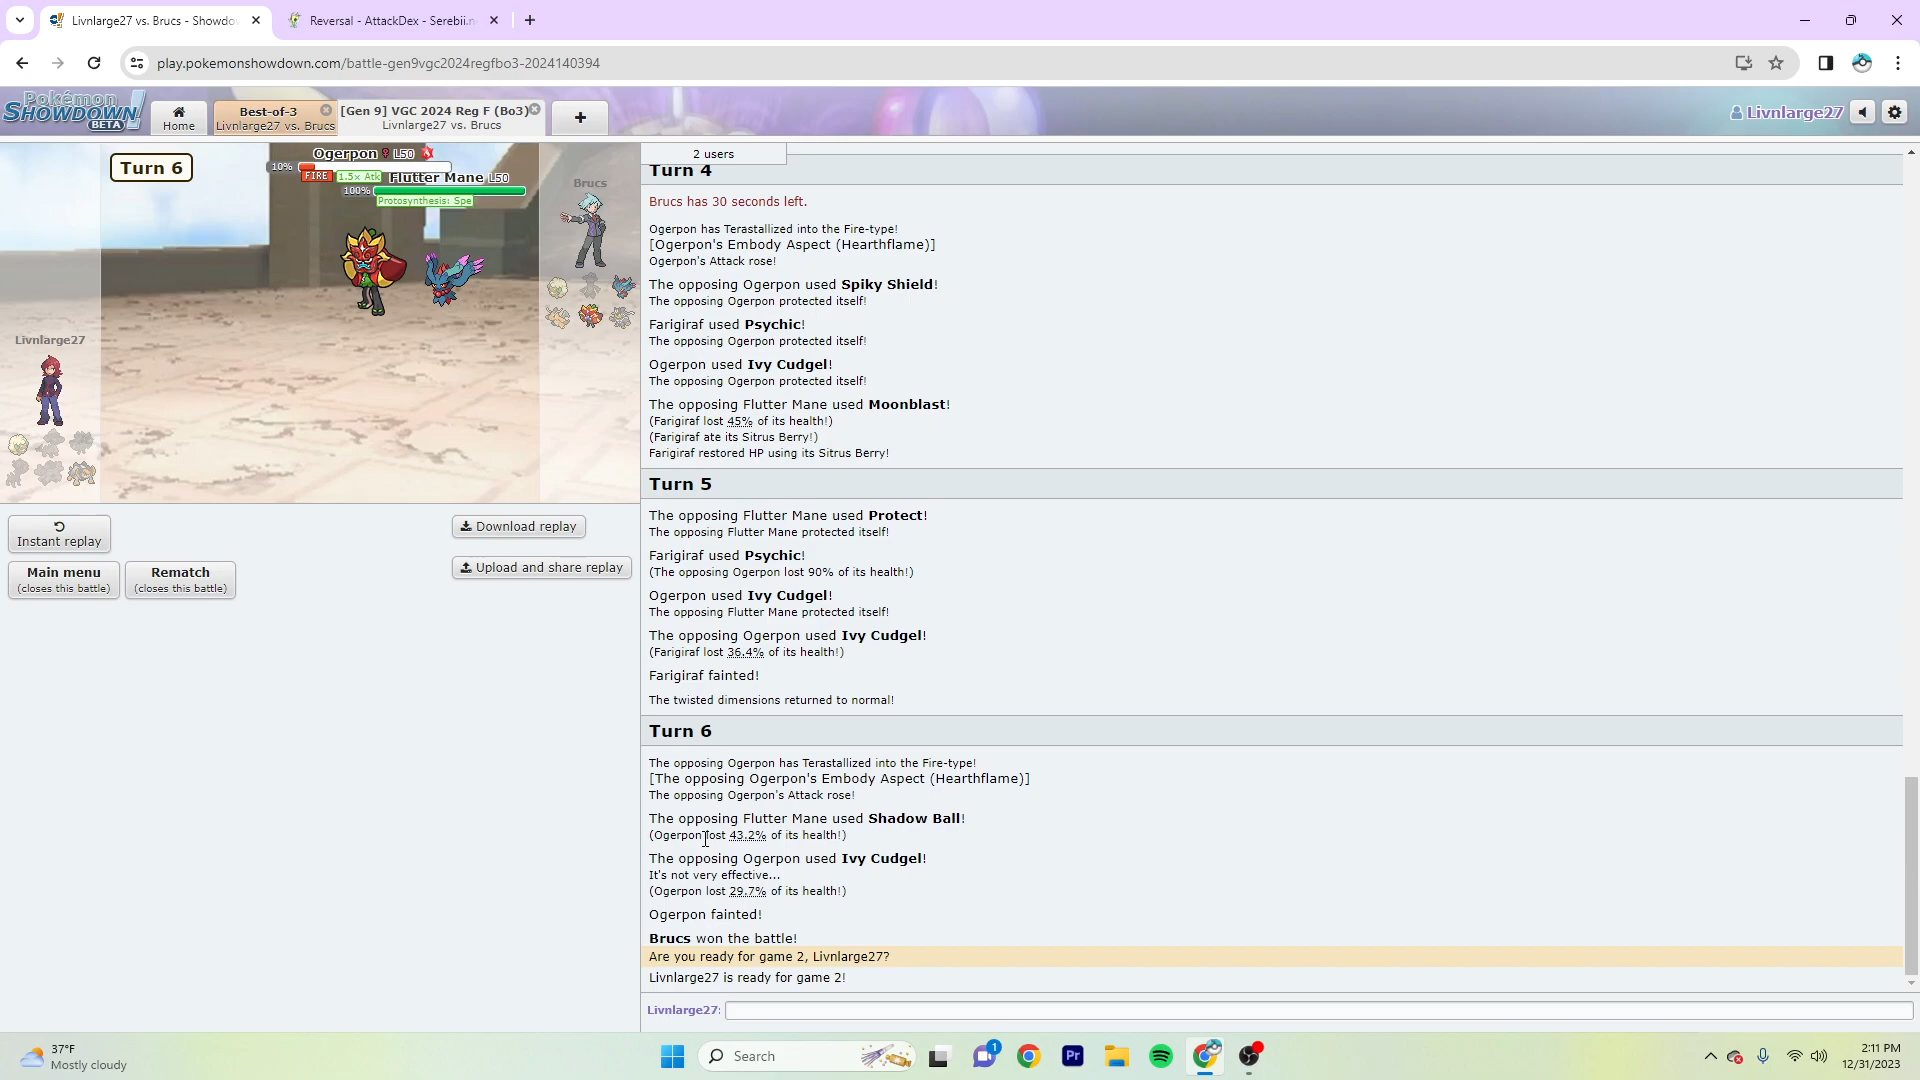 Livnlarge27 vs. Brucs - Showdo
Reversal - AttackDex - Serebii.n
play.pokemonshowdown.com/battle-gen9vgc2024regfbo3-2024140394
Pokémon
SHOWDOWN!
BETA
Home
Best-of-3
Livnlarge27 vs. Brucs
[Gen 9] VGC 2024 Reg F (Bo3)
Livnlarge27 vs. Brucs
Livnlarge27
Turn 6
Ogerpon L50
10%
FIRE 1.5× Atk
Flutter Mane L50
100%
Protosynthesis: Spe
Brucs
Livnlarge27
Instant replay
Download replay
Upload and share replay
Main menu
(closes this battle)
Rematch
(closes this battle)
2 users
Turn 4
Brucs has 30 seconds left.
Ogerpon has Terastallized into the Fire-type!
[Ogerpon's Embody Aspect (Hearthflame)]
Ogerpon's Attack rose!
The opposing Ogerpon used Spiky Shield!
The opposing Ogerpon protected itself!
Farigiraf used Psychic!
The opposing Ogerpon protected itself!
Ogerpon used Ivy Cudgel!
The opposing Ogerpon protected itself!
The opposing Flutter Mane used Moonblast!
(Farigiraf lost 45% of its health!)
(Farigiraf ate its Sitrus Berry!)
Farigiraf restored HP using its Sitrus Berry!
Turn 5
The opposing Flutter Mane used Protect!
The opposing Flutter Mane protected itself!
Farigiraf used Psychic!
(The opposing Ogerpon lost 90% of its health!)
Ogerpon used Ivy Cudgel!
The opposing Flutter Mane protected itself!
The opposing Ogerpon used Ivy Cudgel!
(Farigiraf lost 36.4% of its health!)
Farigiraf fainted!
The twisted dimensions returned to normal!
Turn 6
The opposing Ogerpon has Terastallized into the Fire-type!
[The opposing Ogerpon's Embody Aspect (Hearthflame)]
The opposing Ogerpon's Attack rose!
The opposing Flutter Mane used Shadow Ball!
(Ogerpon lost 43.2% of its health!)
The opposing Ogerpon used Ivy Cudgel!
It's not very effective...
(Ogerpon lost 29.7% of its health!)
Ogerpon fainted!
Brucs won the battle!
Are you ready for game 2, Livnlarge27?
Livnlarge27 is ready for game 2!
Livnlarge27:
37°F
Mostly cloudy
Search
1
Pr
2:11 PM
12/31/2023